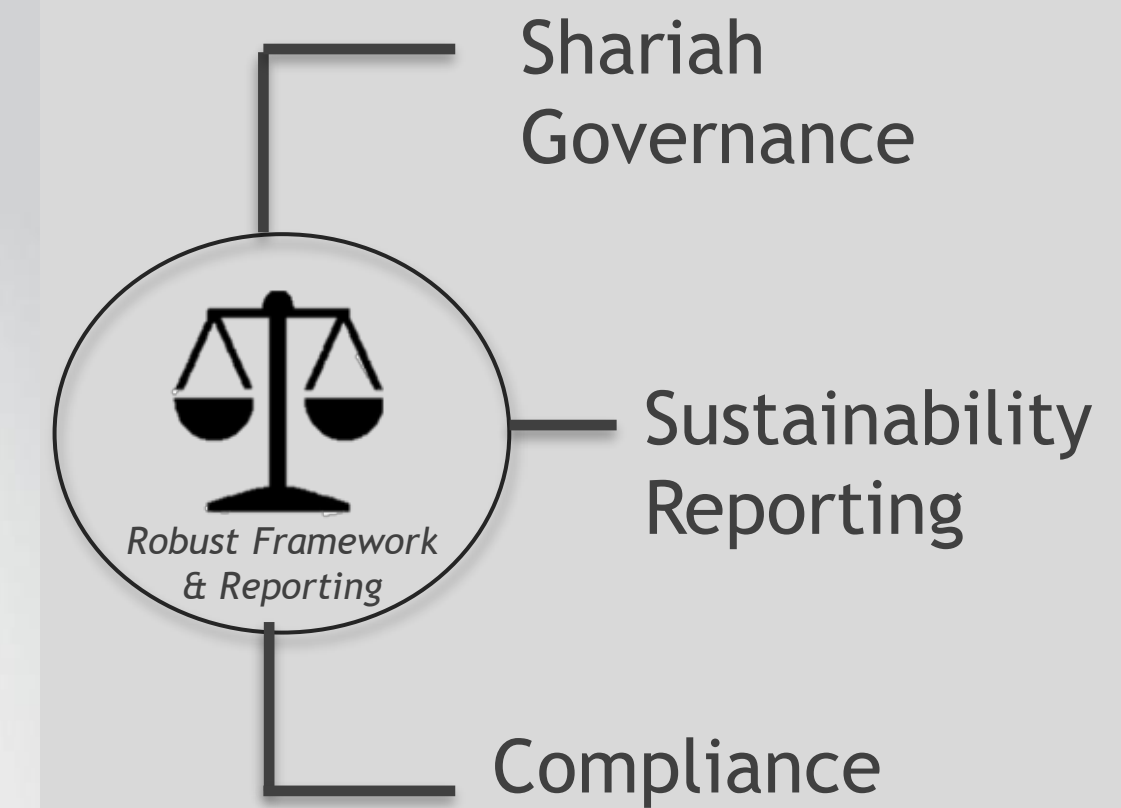 Shariah
Governance
Sustainability
Reporting
Robust Framework
& Reporting
Compliance